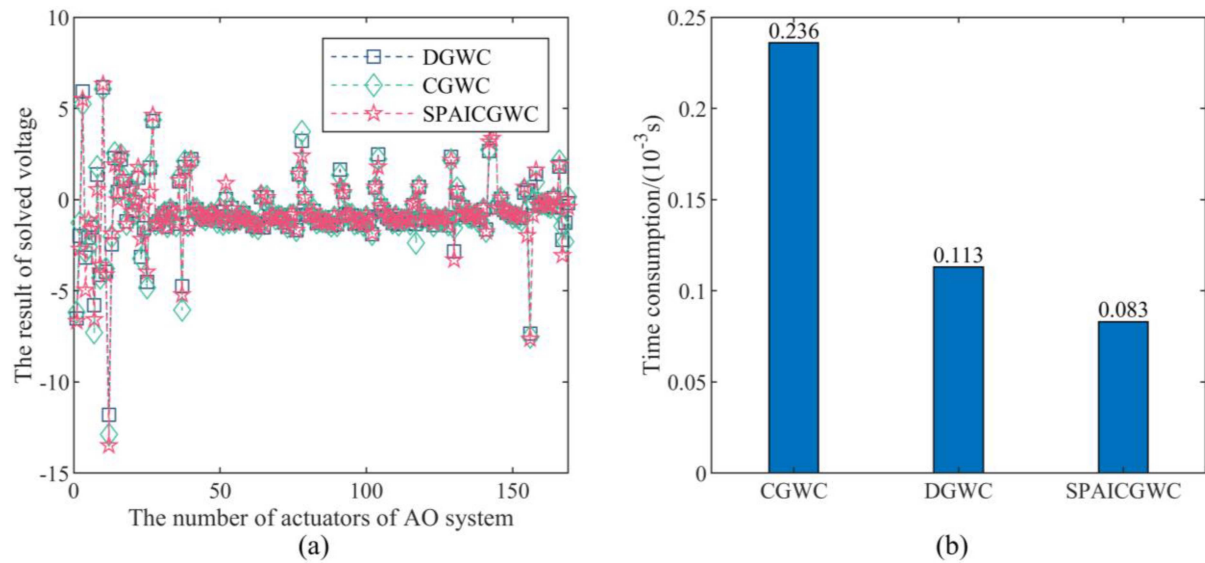 10
5
0
-5
-10
-15
The result of solved voltage
DGWC
CGWC
SPAICGWC
0
50
100
150
The number of actuators of AO system
(a)
0.25
0.2
0.15
0.1
0.05
0
Time consumption/(10⁻³s)
0.236
0.113
0.083
CGWC
DGWC
SPAICGWC
(b)